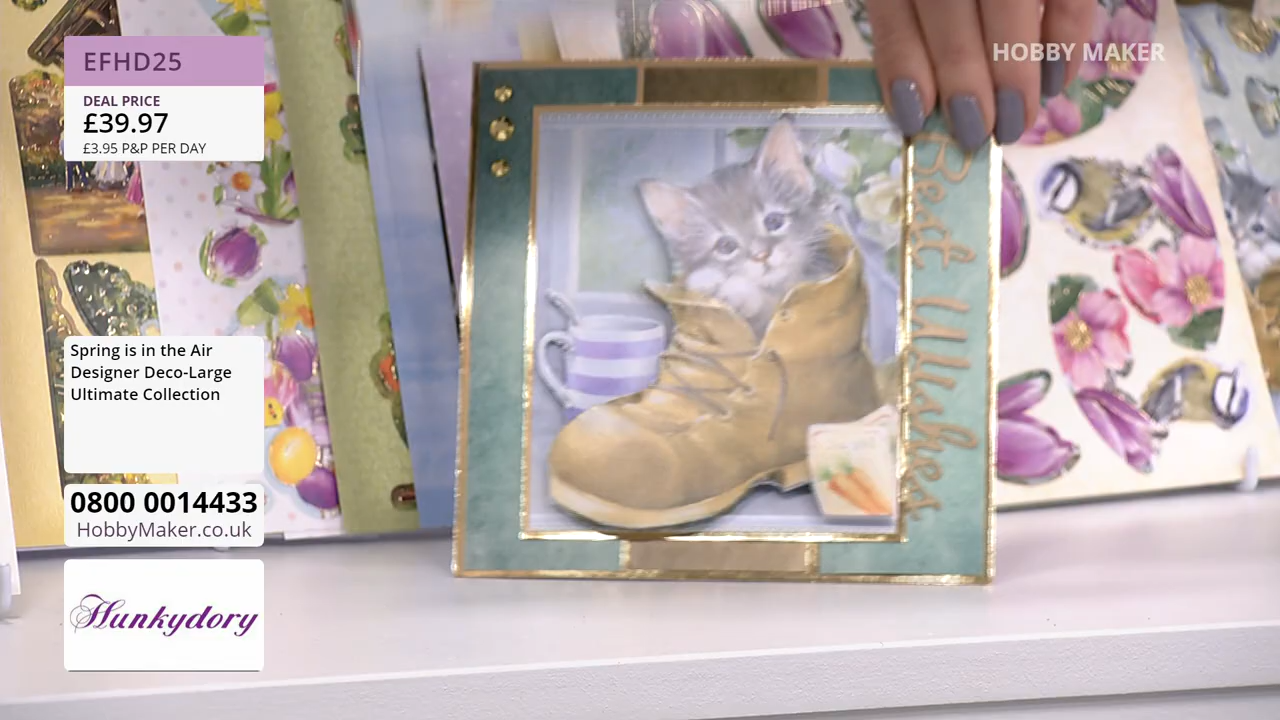 EFHD25
DEAL PRICE
£39.97
£3.95 P&P PER DAY
Spring is in the Air
Designer Deco-Large
Ultimate Collection
0800 0014433
HobbyMaker.co.uk
Hunkydory
HOBBY MAKER
Best Wishes